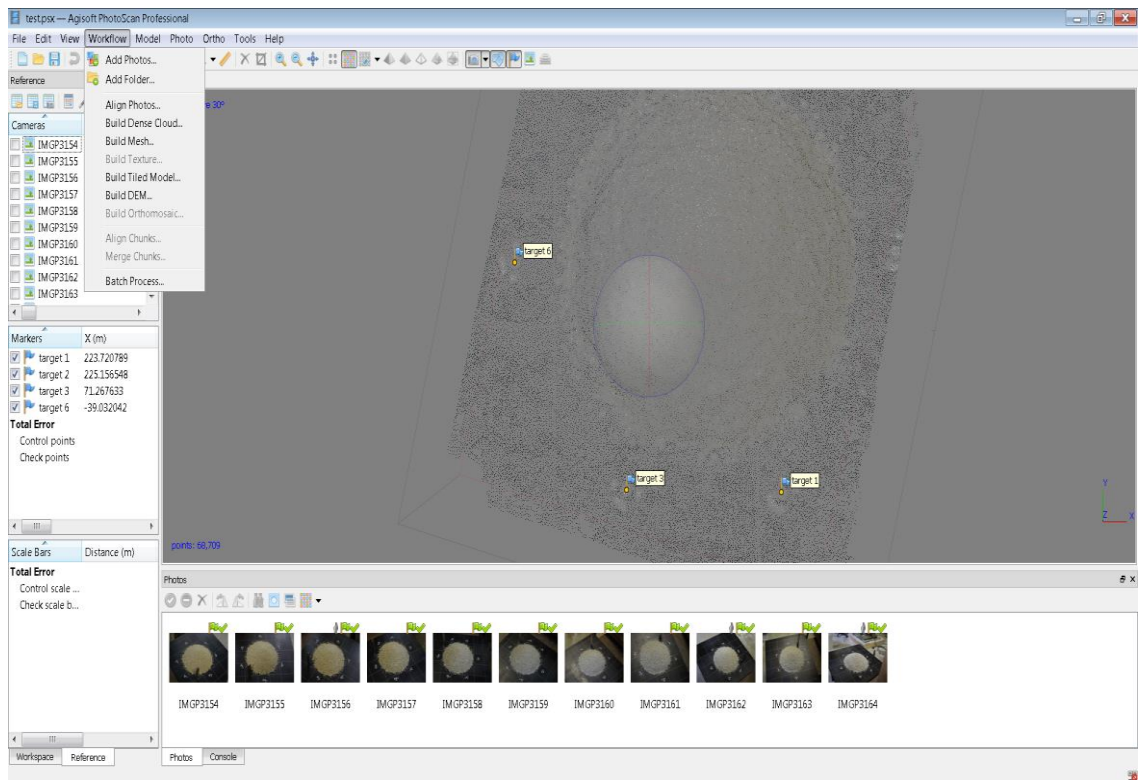 test.psx — Agisoft PhotoScan Professional
File Edit View Workflow Model Photo Ortho Tools Help
Reference
Cameras
IMGP3154
IMGP3155
IMGP3156
IMGP3157
IMGP3158
IMGP3159
IMGP3160
IMGP3161
IMGP3162
IMGP3163
Add Photos...
Add Folder...
Align Photos...
Build Dense Cloud...
Build Mesh...
Build Texture...
Build Tiled Model...
Build DEM...
Build Orthomosaic...
Align Chunks...
Merge Chunks...
Batch Process...
30°
target 6
target 3
target 1
Y
Z X
points: 68,709
Markers X (m)
target 1 223.720789
target 2 225.156548
target 3 71.267633
target 6 -39.032042
Total Error
Control points
Check points
Scale Bars Distance (m)
Total Error
Control scale ...
Check scale b...
Photos
IMGP3154 IMGP3155 IMGP3156 IMGP3157 IMGP3158 IMGP3159 IMGP3160 IMGP3161 IMGP3162 IMGP3163 IMGP3164
Workspace Reference
Photos Console